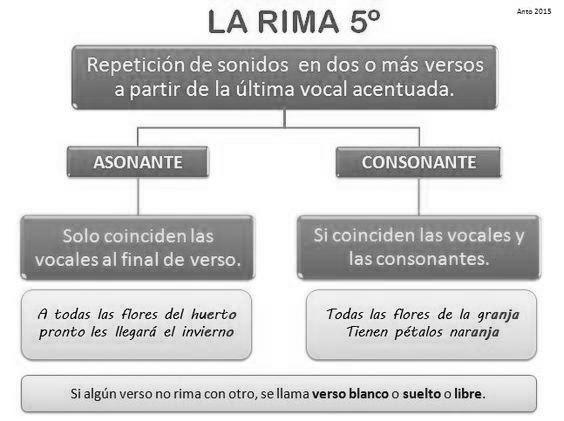 Anto 2015
LA RIMA 5º
Repetición de sonidos en dos o más versos
a partir de la última vocal acentuada.
ASONANTE
CONSONANTE
Solo coinciden las
vocales al final de verso.
Si coinciden las vocales y
las consonantes.
A todas las flores del huerto
pronto les llegará el invierno
Todas las flores de la granja
Tienen pétalos naranja
Si algún verso no rima con otro, se llama verso blanco o suelto o libre.